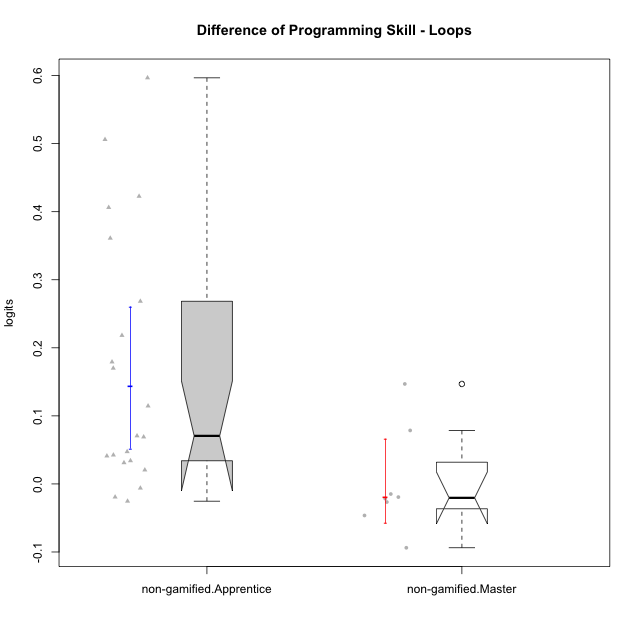 Difference of Programming Skill - Loops
logits
0.6
0.5
0.4
0.3
0.2
0.1
0.0
-0.1
non-gamified.Apprentice non-gamified.Master